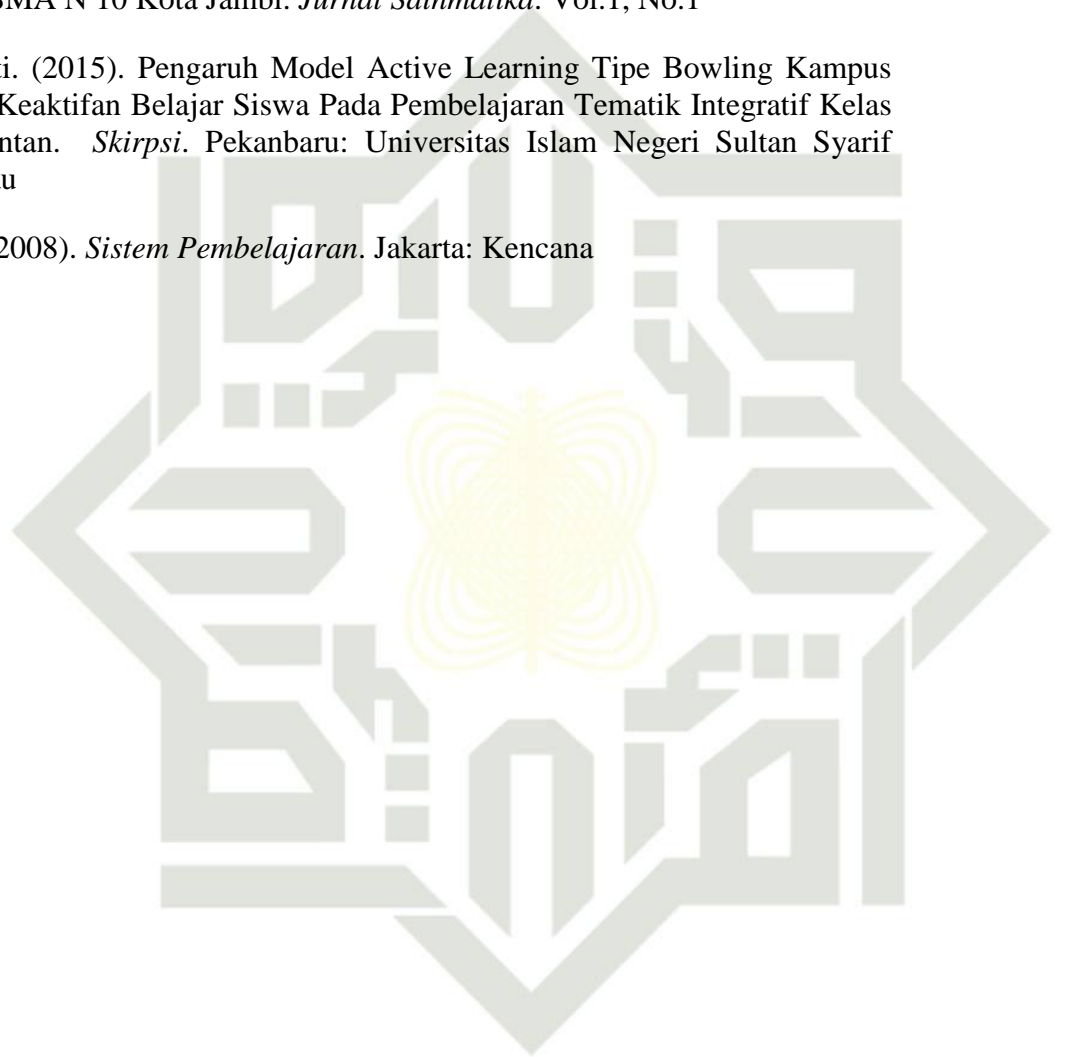 SMA N 10 Kota Jambi. Jurnal Sainmatika. Vol.1, No.1
ti. (2015). Pengaruh Model Active Learning Tipe Bowling Kampus
Keaktifan Belajar Siswa Pada Pembelajaran Tematik Integratif Kelas
ntan. Skirpsi. Pekanbaru: Universitas Islam Negeri Sultan Syarif
u
2008). Sistem Pembelajaran. Jakarta: Kencana